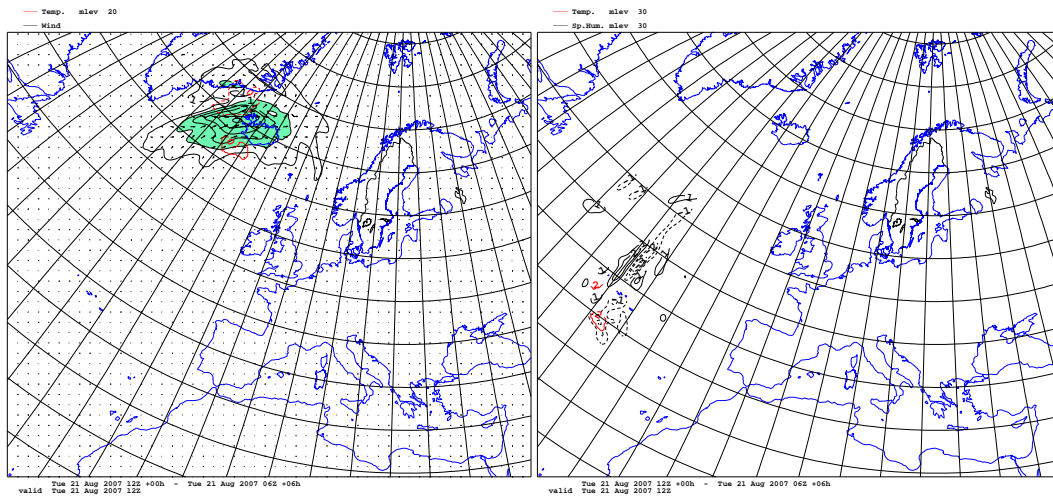 Temp. mlev 20
Wind
Tue 21 Aug 2007 12Z +00h - Tue 21 Aug 2007 06Z +06h
valid Tue 21 Aug 2007 12Z
Temp. mlev 30
Sp.Hum. mlev 30
Tue 21 Aug 2007 12Z +00h - Tue 21 Aug 2007 06Z +06h
valid Tue 21 Aug 2007 12Z